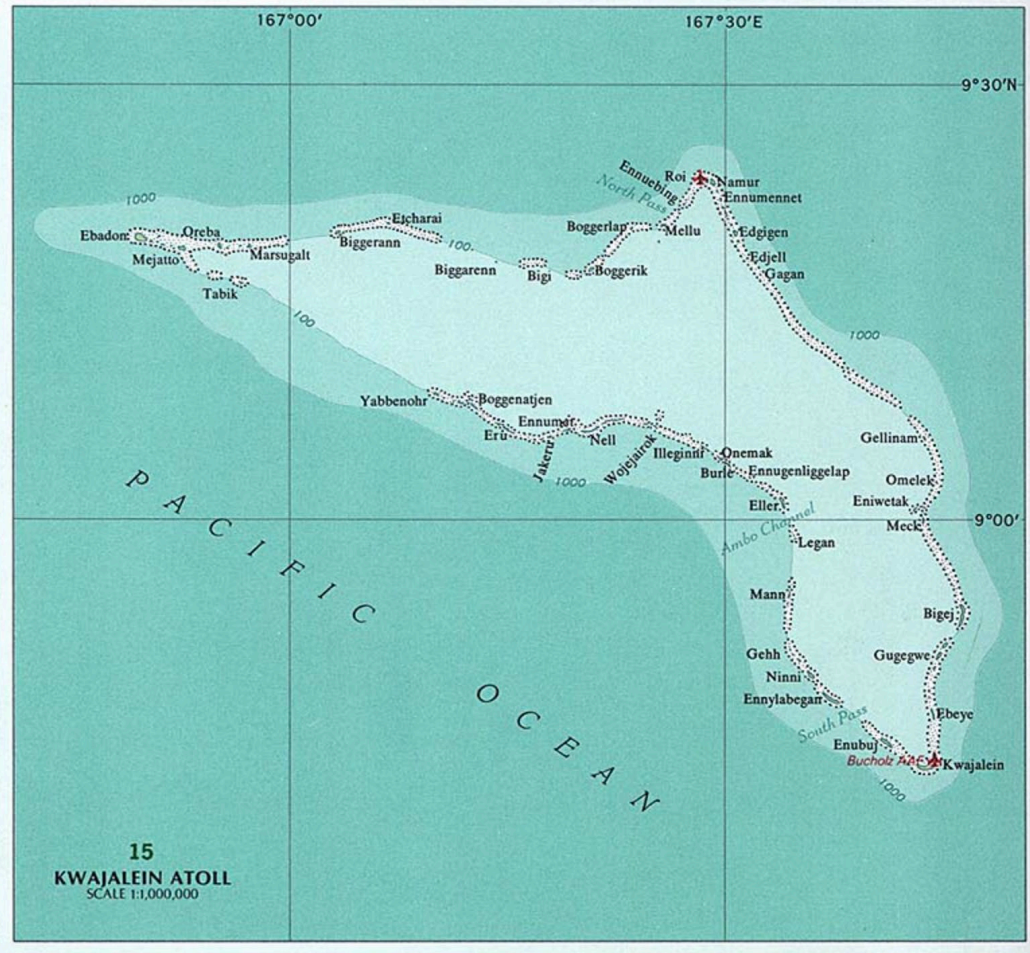 167°00'
167°30'E
9°30'N
1000
Ennuebing
Roi
Namur
North Pass
Ennumennet
Etcharai
Boggerlap
Mellu
Ebadon
Oreba
Edgigen
Biggerann
100
Marsugalt
Mejatto
Edjell
Biggarenn
Bigi
Boggerik
Gagan
Tabik
100
1000
Yabbenohr
Boggenatjen
Ennumer
Eru
Nell
Gellinam
Jakeru
Wojejairok
Illeginni
Onemak
Burle
Ennugenliggelap
Omelek
1000
Eniwetak
Eller
Ambo Channel
Meck
9°00'
Legan
PACIFIC
Mann
Bigej
Gehh
Gugegwe
Ninni
Ennylabegan
South Pass
Ebeye
OCEAN
Enubuj
Bucholz AAF
Kwajalein
1000
15
KWAJALEIN ATOLL
SCALE 1:1,000,000